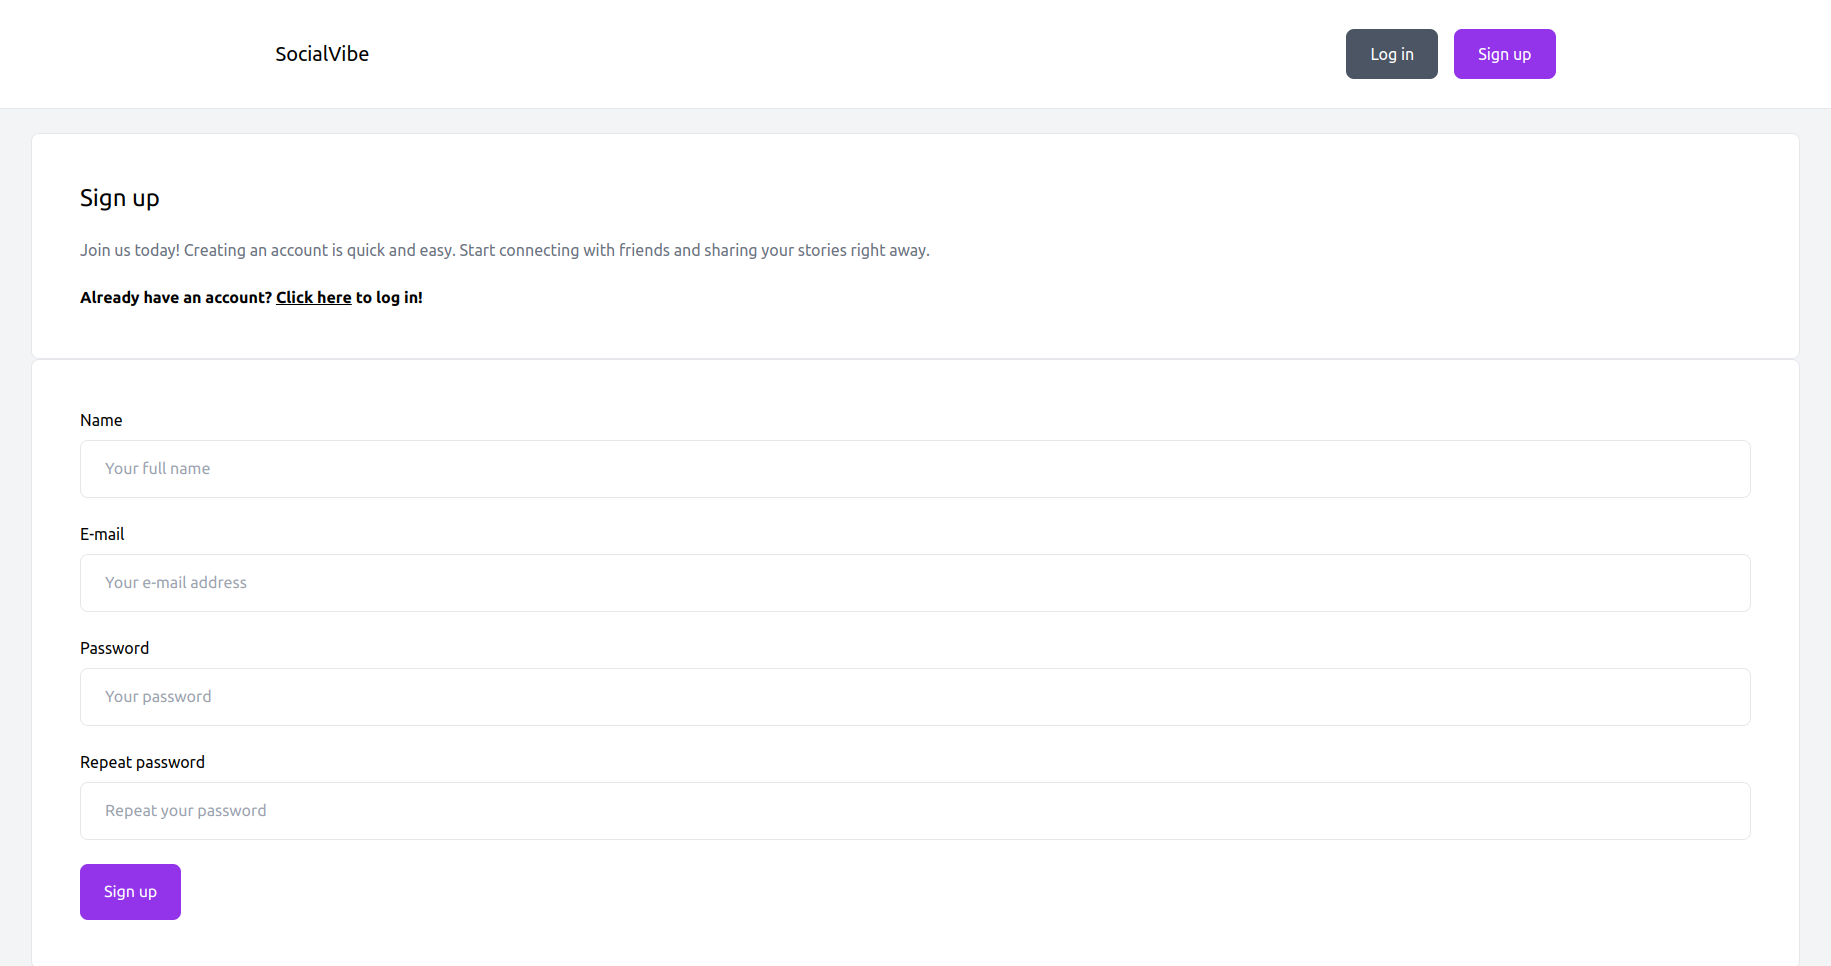 SocialVibe
Log in
Sign up
Sign up
Join us today! Creating an account is quick and easy. Start connecting with friends and sharing your stories right away.
Already have an account? Click here to log in!
Name
Your full name
E-mail
Your e-mail address
Password
Your password
Repeat password
Repeat your password
Sign up